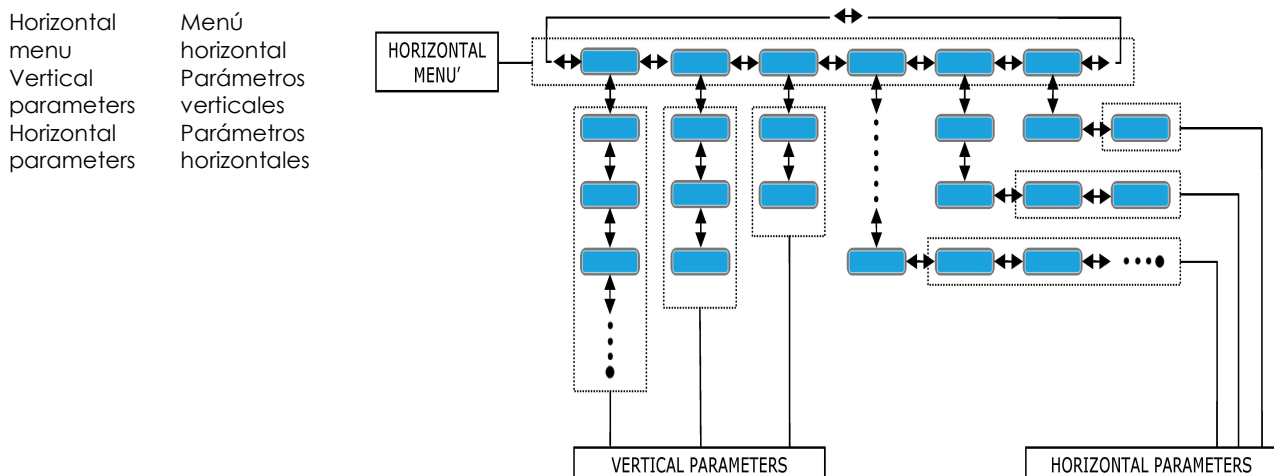 Horizontal menu
Menú horizontal
Vertical parameters
Parámetros verticales
Horizontal parameters
Parámetros horizontales
HORIZONTAL
MENU'
VERTICAL PARAMETERS
HORIZONTAL PARAMETERS